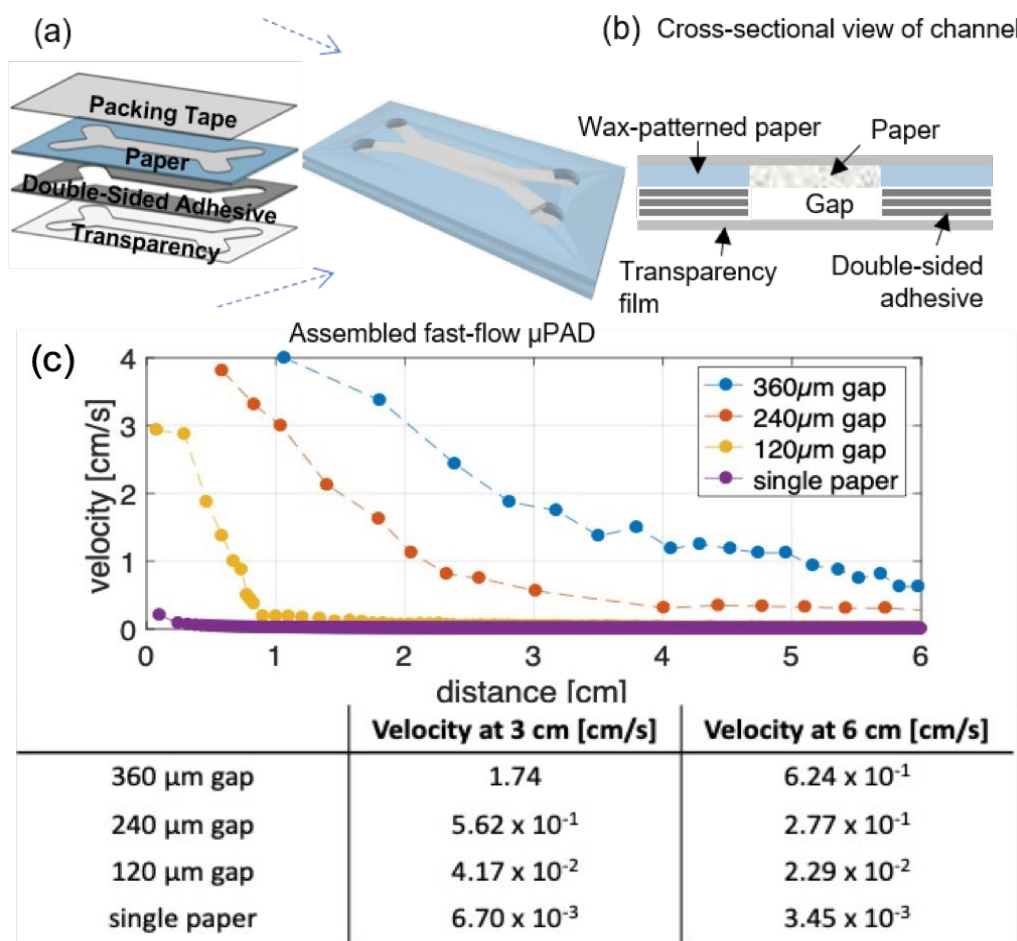 (a)
Packing Tape
Paper
Double-Sided Adhesive
Transparency
Assembled fast-flow µPAD
(b) Cross-sectional view of channel
Wax-patterned paper
Paper
Gap
Transparency
film
Double-sided
adhesive
(c)
velocity [cm/s]
4
3
2
1
0
360µm gap
240µm gap
120µm gap
single paper
0 1 2 3 4 5 6
distance [cm]
Velocity at 3 cm [cm/s] Velocity at 6 cm [cm/s]
360 µm gap 1.74 6.24 x 10⁻¹
240 µm gap 5.62 x 10⁻¹ 2.77 x 10⁻¹
120 µm gap 4.17 x 10⁻² 2.29 x 10⁻²
single paper 6.70 x 10⁻³ 3.45 x 10⁻³